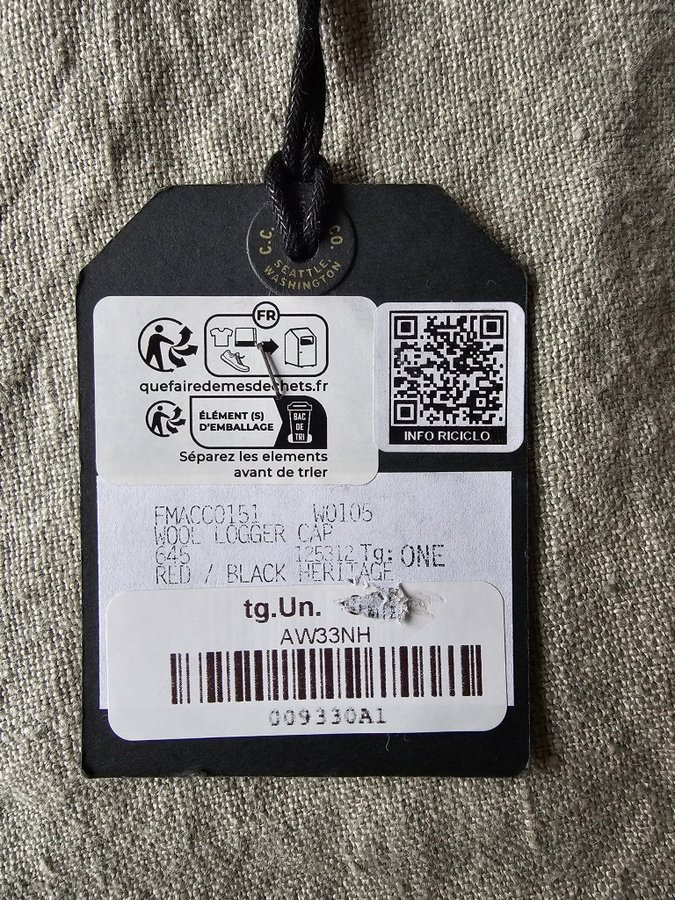 C.C. CO.
SEATTLE,
WASHINGTON
FR
quefairedemesdechets.fr
ÉLÉMENT (S)
D'EMBALLAGE
BAC
DE
TRI
Séparez les elements
avant de trier
INFO RICICLO
FMACC0151 W0105
WOOL LOGGER CAP
645 125312 Tg: ONE
RED / BLACK HERITAGE
tg.Un.
AW33NH
009330A1